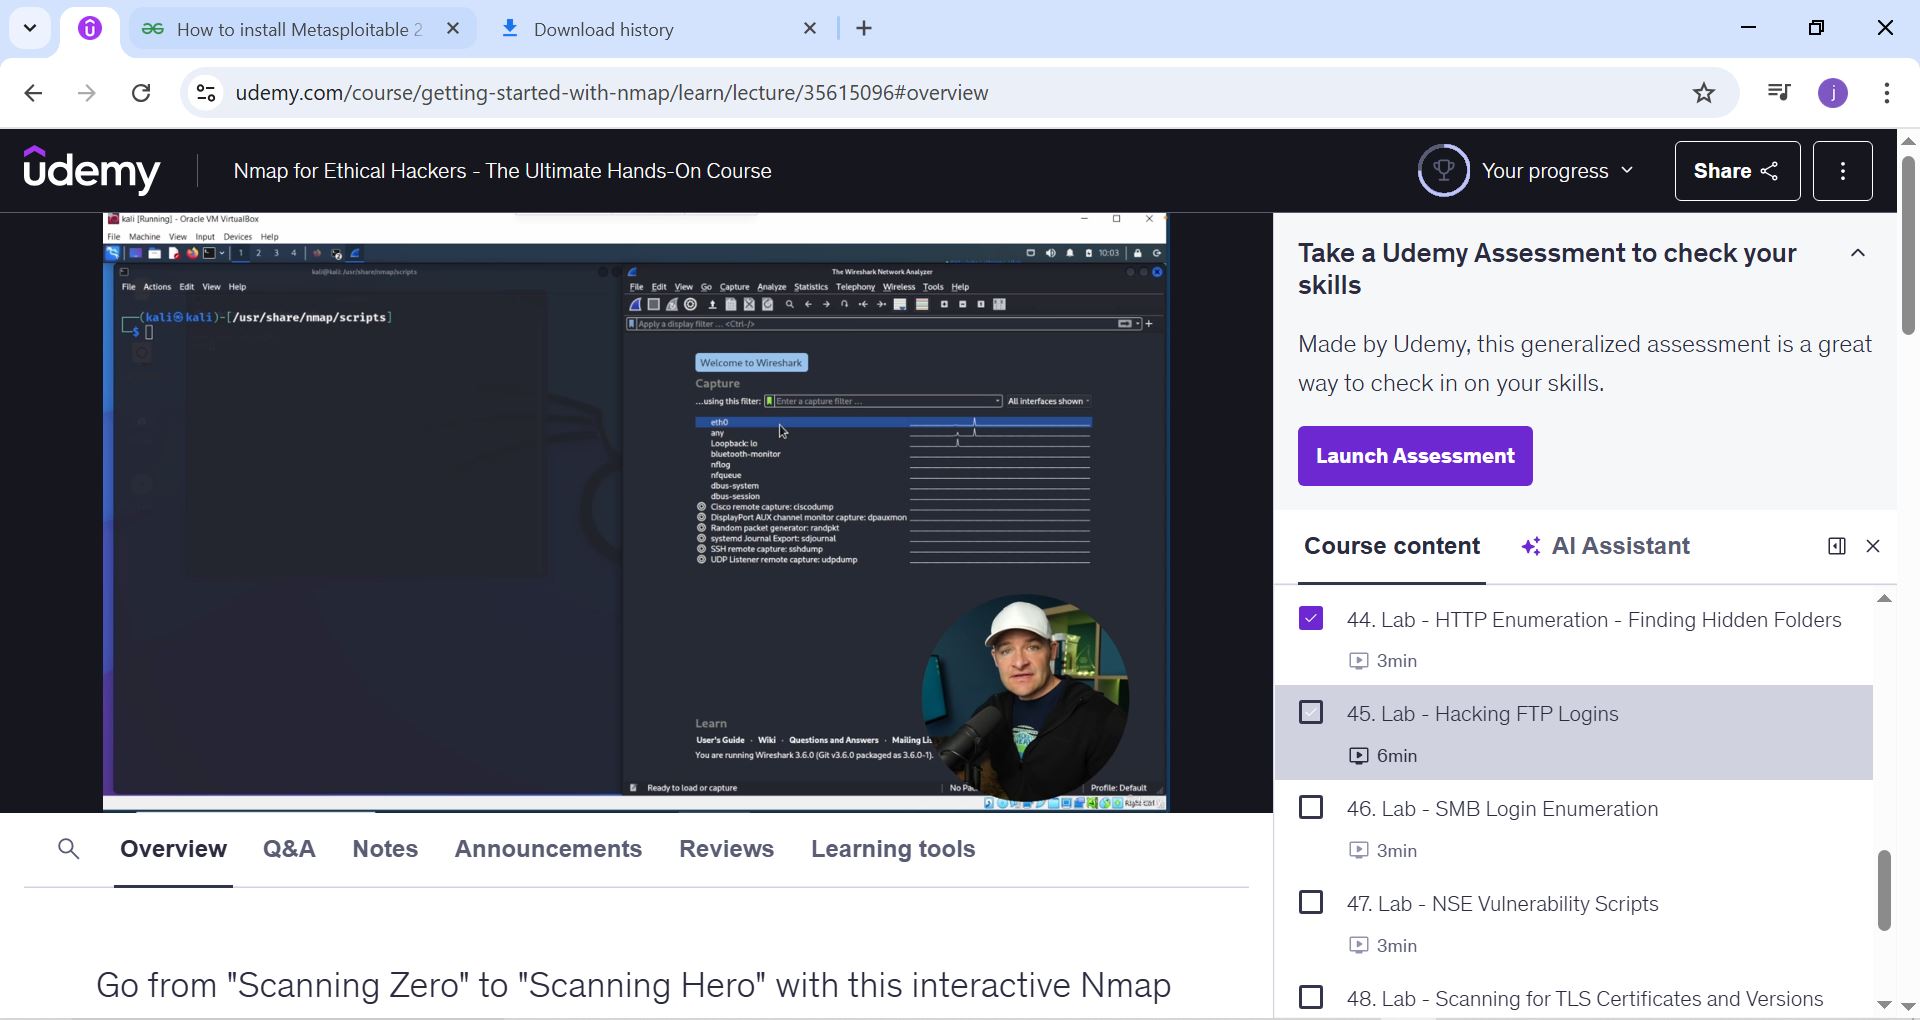 How to install Metasploitable 2
Download history
udemy.com/course/getting-started-with-nmap/learn/lecture/35615096#overview
j
udemy
Nmap for Ethical Hackers - The Ultimate Hands-On Course
Your progress
Share
kali [Running] - Oracle VM VirtualBox
File Machine View Input Devices Help
1 2 3 4
10:03
kali@kali: /usr/share/nmap/scripts
File Actions Edit View Help
(kali㉿kali)-[/usr/share/nmap/scripts]
$
The Wireshark Network Analyzer
File Edit View Go Capture Analyze Statistics Telephony Wireless Tools Help
Apply a display filter ... <Ctrl-/>
Welcome to Wireshark
Capture
...using this filter: Enter a capture filter ... All interfaces shown
eth0
any
Loopback: lo
bluetooth-monitor
nflog
nfqueue
dbus-system
dbus-session
Cisco remote capture: ciscodump
DisplayPort AUX channel monitor capture: dpauxmon
Random packet generator: randpkt
systemd Journal Export: sdjournal
SSH remote capture: sshdump
UDP Listener remote capture: udpdump
Learn
User's Guide · Wiki · Questions and Answers · Mailing Lis
You are running Wireshark 3.6.0 (Git v3.6.0 packaged as 3.6.0-1).
Ready to load or capture
No Pac
Profile: Default
Right Ctrl
Take a Udemy Assessment to check your
skills
Made by Udemy, this generalized assessment is a great
way to check in on your skills.
Launch Assessment
Course content
AI Assistant
44. Lab - HTTP Enumeration - Finding Hidden Folders
3min
45. Lab - Hacking FTP Logins
6min
46. Lab - SMB Login Enumeration
3min
47. Lab - NSE Vulnerability Scripts
3min
48. Lab - Scanning for TLS Certificates and Versions
Overview
Q&A
Notes
Announcements
Reviews
Learning tools
Go from "Scanning Zero" to "Scanning Hero" with this interactive Nmap